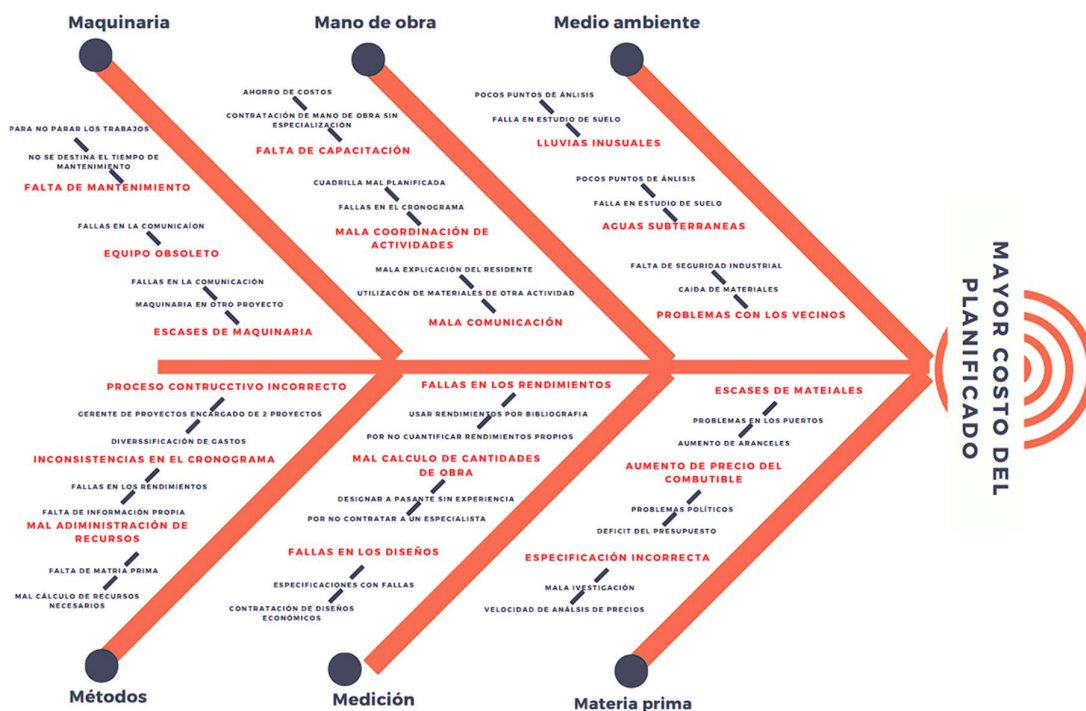 Maquinaria
Mano de obra
Medio ambiente
PARA NO PARAR LOS TRABAJOS
NO SE DESTINA EL TIEMPO DE
MANTENIMIENTO
FALTA DE MANTENIMIENTO
FALLAS EN LA COMUNICAÍON
EQUIPO OBSOLETO
FALLAS EN LA COMUNICACIÓN
MAQUINARIA EN OTRO PROYECTO
ESCASES DE MAQUINARIA
AHORRO DE COSTOS
CONTRATACIÓN DE MANO DE OBRA SIN
ESPECIALIZACIÓN
FALTA DE CAPACITACIÓN
CUADRILLA MAL PLANIFICADA
FALLAS EN EL CRONOGRAMA
MALA COORDINACIÓN DE
ACTIVIDADES
MALA EXPLICACIÓN DEL RESIDENTE
UTILIZACÓN DE MATERIALES DE OTRA ACTIVIDAD
MALA COMUNICACIÓN
POCOS PUNTOS DE ÁNLISIS
FALLA EN ESTUDIO DE SUELO
LLUVIAS INUSUALES
POCOS PUNTOS DE ÁNLISIS
FALLA EN ESTUDIO DE SUELO
AGUAS SUBTERRANEAS
FALTA DE SEGURIDAD INDUSTRIAL
CAIDA DE MATERIALES
PROBLEMAS CON LOS VECINOS
MAYOR COSTO DEL
PLANIFICADO
PROCESO CONTRUCCTIVO INCORRECTO
GERENTE DE PROYECTOS ENCARGADO DE 2 PROYECTOS
DIVERSSIFICACIÓN DE GASTOS
INCONSISTENCIAS EN EL CRONOGRAMA
FALLAS EN LOS RENDIMIENTOS
FALTA DE INFORMACIÓN PROPIA
MAL ADIMINISTRACIÓN DE
RECURSOS
FALTA DE MATRIA PRIMA
MAL CÁLCULO DE RECURSOS
NECESARIOS
FALLAS EN LOS RENDIMIENTOS
USAR RENDIMIENTOS POR BIBLIOGRAFIA
POR NO CUANTIFICAR RENDIMIENTOS PROPIOS
MAL CALCULO DE CANTIDADES
DE OBRA
DESIGNAR A PASANTE SIN EXPERIENCIA
POR NO CONTRATAR A UN ESPECIALISTA
FALLAS EN LOS DISEÑOS
ESPECIFICACIONES CON FALLAS
CONTRATACIÓN DE DISEÑOS
ECONÓMICOS
ESCASES DE MATEIALES
PROBLEMAS EN LOS PUERTOS
AUMENTO DE ARANCELES
AUMENTO DE PRECIO DEL
COMBUTIBLE
PROBLEMAS POLÍTICOS
DEFICIT DEL PRESUPUESTO
ESPECIFICACIÓN INCORRECTA
MALA IVESTIGACIÓN
VELOCIDAD DE ANÁLSIS DE PRECIOS
Métodos
Medición
Materia prima